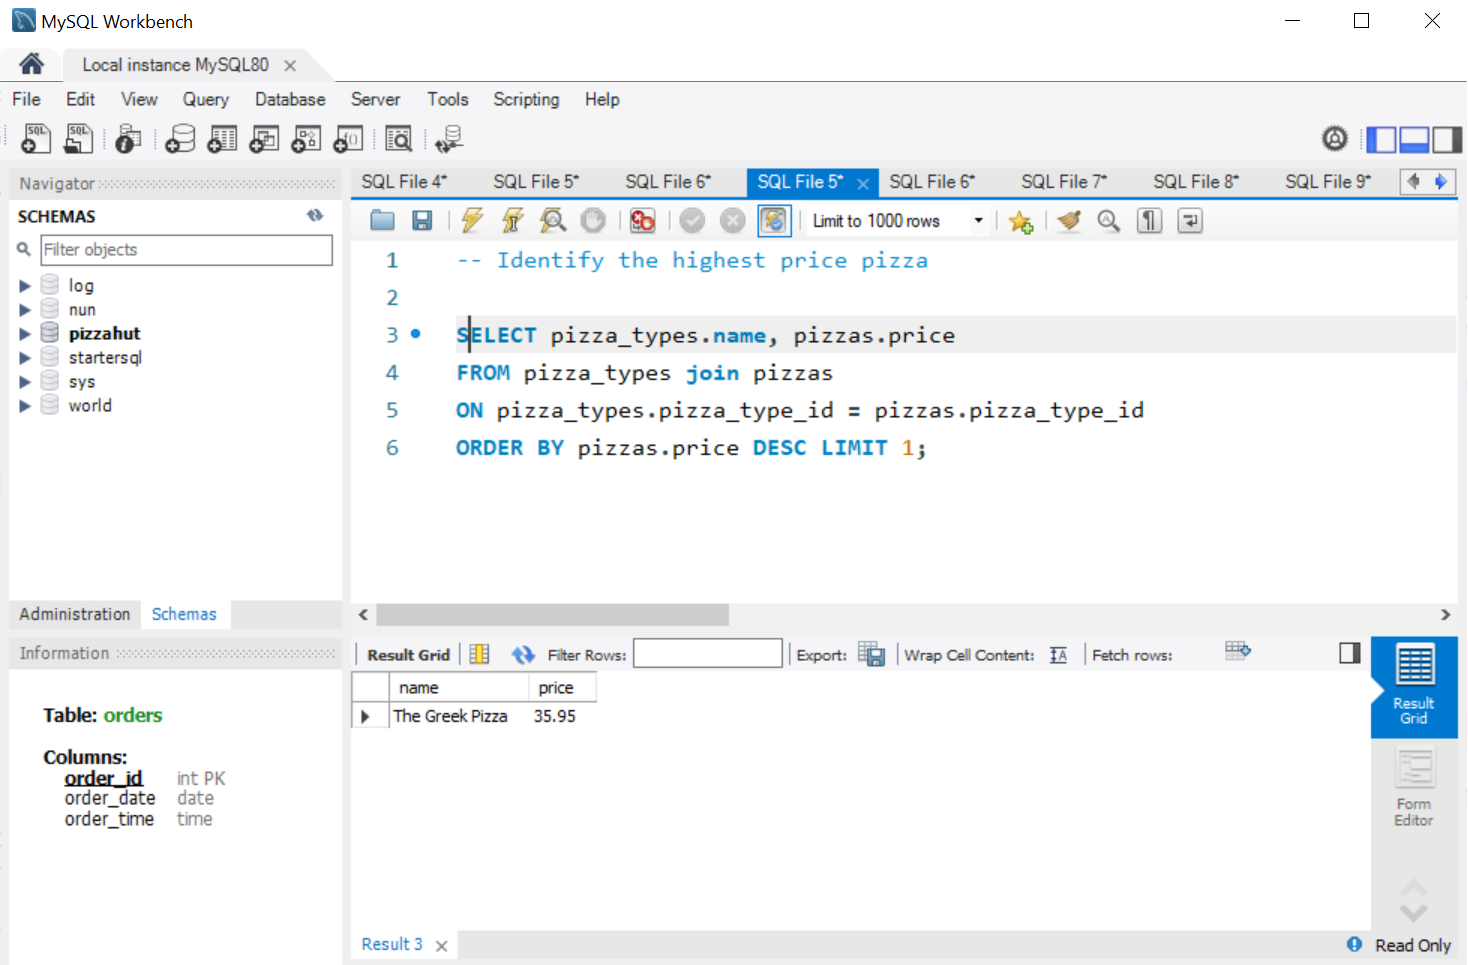 MySQL Workbench
Local instance MySQL80
File Edit View Query Database Server Tools Scripting Help
Navigator
SCHEMAS
Filter objects
log
nun
pizzahut
startersql
sys
world
Administration Schemas
Information
Table: orders
Columns:
order_id int PK
order_date date
order_time time
SQL File 4* SQL File 5* SQL File 6* SQL File 5* SQL File 6* SQL File 7* SQL File 8* SQL File 9*
Limit to 1000 rows
1 -- Identify the highest price pizza
2
3 SELECT pizza_types.name, pizzas.price
4 FROM pizza_types join pizzas
5 ON pizza_types.pizza_type_id = pizzas.pizza_type_id
6 ORDER BY pizzas.price DESC LIMIT 1;
Result Grid Filter Rows: Export: Wrap Cell Content: Fetch rows:
name price
The Greek Pizza 35.95
Result
Grid
Form
Editor
Result 3
Read Only